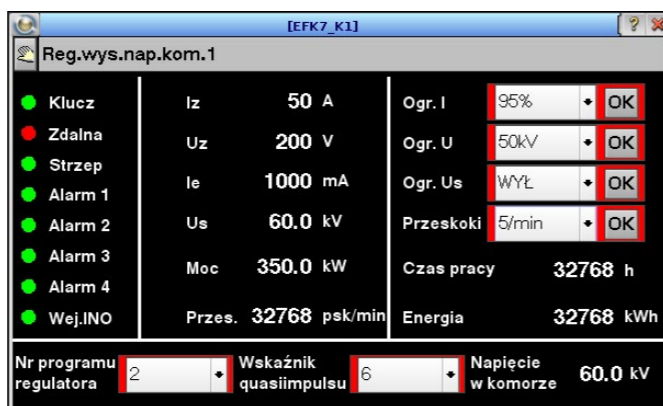 [EFK7_K1]
?
Reg.wys.nap.kom.1
Klucz
Zdalna
Strzep
Alarm 1
Alarm 2
Alarm 3
Alarm 4
Wej.INO
Iz 50 A
Uz 200 V
Ie 1000 mA
Us 60.0 kV
Moc 350.0 kW
Przes. 32768 psk/min
Ogr. I 95% OK
Ogr. U 50kV OK
Ogr. Us WYŁ OK
Przeskoki 5/min OK
Czas pracy 32768 h
Energia 32768 kWh
Nr programu
regulatora 2
Wskaźnik
quasiimpulsu 6
Napięcie
w komorze 60.0 kV